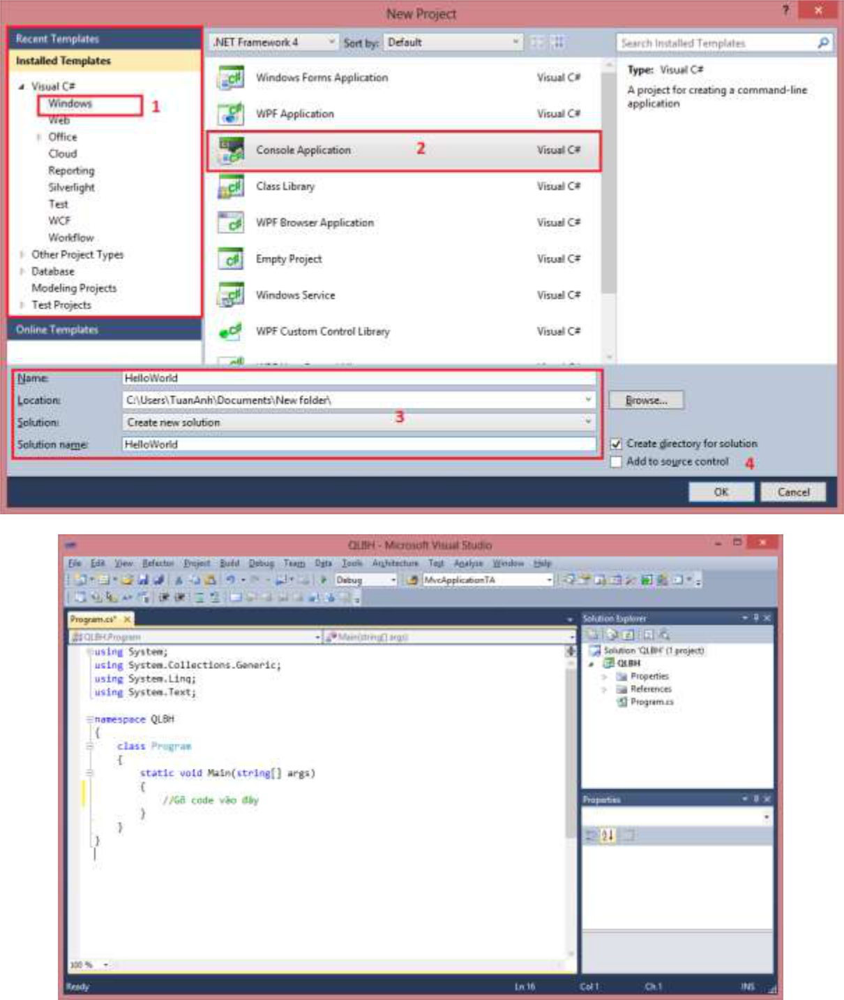 New Project
?
Recent Templates
Installed Templates
Visual C#
Windows
1
Web
Office
Cloud
Reporting
Silverlight
Test
WCF
Workflow
Other Project Types
Database
Modeling Projects
Test Projects
Online Templates
.NET Framework 4
Sort by: Default
Windows Forms Application Visual C#
WPF Application Visual C#
Console Application 2 Visual C#
Class Library Visual C#
WPF Browser Application Visual C#
Empty Project Visual C#
Windows Service Visual C#
WPF Custom Control Library Visual C#
Search Installed Templates
Type: Visual C#
A project for creating a command-line
application
Name: HelloWorld
Location: C:\Users\TuanAnh\Documents\New folder\
Browse...
Solution: Create new solution
3
Solution name: HelloWorld
Create directory for solution
Add to source control 4
OK Cancel
QLBH - Microsoft Visual Studio
File Edit View Refactor Project Build Debug Team Data Tools Architecture Test Analyze Window Help
Debug MvcApplicationTA
Program.cs*
QLBH.Program Main(string[] args)
using System;
using System.Collections.Generic;
using System.Linq;
using System.Text;
namespace QLBH
{
class Program
{
static void Main(string[] args)
{
//Gõ code vào đây
}
}
}
100 %
Solution Explorer
Solution 'QLBH' (1 project)
QLBH
Properties
References
Program.cs
Properties
Ready Ln 16 Col 1 Ch 1 INS